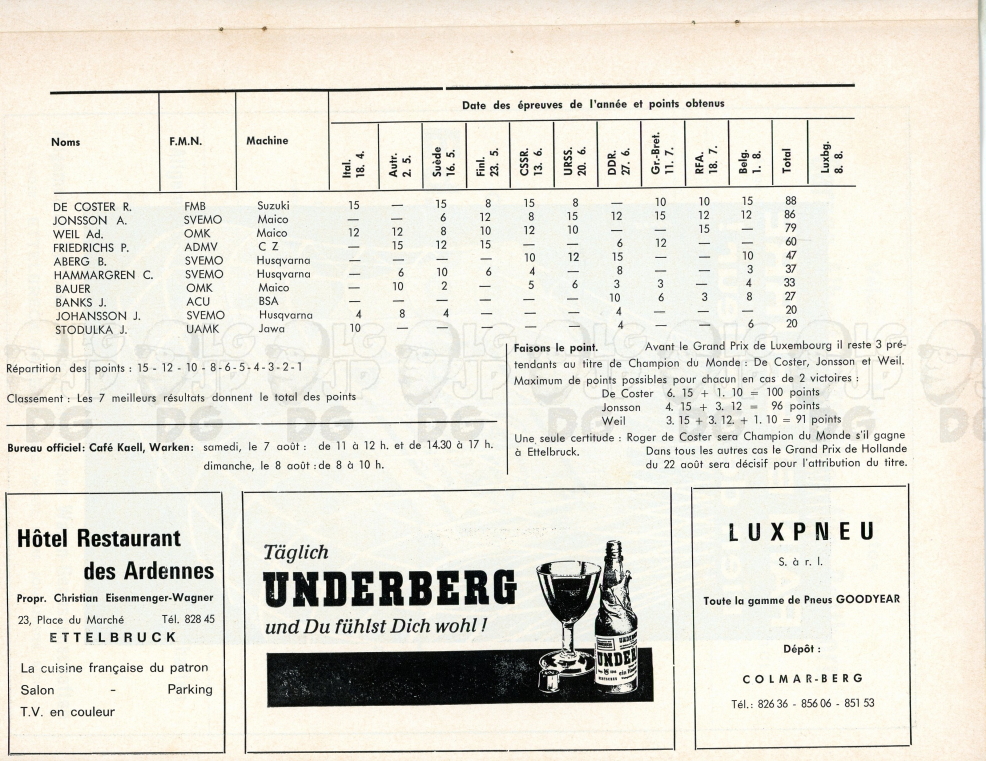 Date des épreuves de l'année et points obtenus
Noms F.M.N. Machine Ital. 18. 4. Autr. 2. 5. Suède 16. 5. Finl. 23. 5. CSSR. 13. 6. URSS. 20. 6. DDR. 27. 6. Gr.-Bret. 11. 7. RFA. 18. 7. Belg. 1. 8. Total Luxbg. 8. 8.
DE COSTER R. FMB Suzuki 15 — 15 8 15 8 — 10 10 15 88
JONSSON A. SVEMO Maico — — 6 12 8 15 12 15 12 12 86
WEIL Ad. OMK Maico 12 12 8 10 12 10 — — 15 — 79
FRIEDRICHS P. ADMV C Z — 15 12 15 — — 6 12 — — 60
ABERG B. SVEMO Husqvarna — — — — 10 12 15 — — 10 47
HAMMARGREN C. SVEMO Husqvarna — 6 10 6 4 — 8 — — 3 37
BAUER OMK Maico — 10 2 — 5 6 3 3 — 4 33
BANKS J. ACU BSA — — — — — — 10 6 3 8 27
JOHANSSON J. SVEMO Husqvarna 4 8 4 — — — 4 — — — 20
STODULKA J. UAMK Jawa 10 — — — — — 4 — — 6 20
Répartition des points : 15 - 12 - 10 - 8 - 6 - 5 - 4 - 3 - 2 - 1
Classement : Les 7 meilleurs résultats donnent le total des points
Bureau officiel: Café Kaell, Warken: samedi, le 7 août : de 11 à 12 h. et de 14.30 à 17 h.
dimanche, le 8 août : de 8 à 10 h.
Faisons le point. Avant le Grand Prix de Luxembourg il reste 3 pré-
tendants au titre de Champion du Monde : De Coster, Jonsson et Weil.
Maximum de points possibles pour chacun en cas de 2 victoires :
De Coster 6. 15 + 1. 10 = 100 points
Jonsson 4. 15 + 3. 12 = 96 points
Weil 3. 15 + 3. 12. + 1. 10 = 91 points
Une seule certitude : Roger de Coster sera Champion du Monde s'il gagne
à Ettelbruck. Dans tous les autres cas le Grand Prix de Hollande
du 22 août sera décisif pour l'attribution du titre.
Hôtel Restaurant
des Ardennes
Propr. Christian Eisenmenger-Wagner
23, Place du Marché Tél. 828 45
ETTELBRUCK
La cuisine française du patron
Salon - Parking
T.V. en couleur
Täglich
UNDERBERG
und Du fühlst Dich wohl !
UNDER
LUXPNEU
S. à r. l.
Toute la gamme de Pneus GOODYEAR
Dépôt :
COLMAR-BERG
Tél.: 826 36 - 856 06 - 851 53
LG JP DG